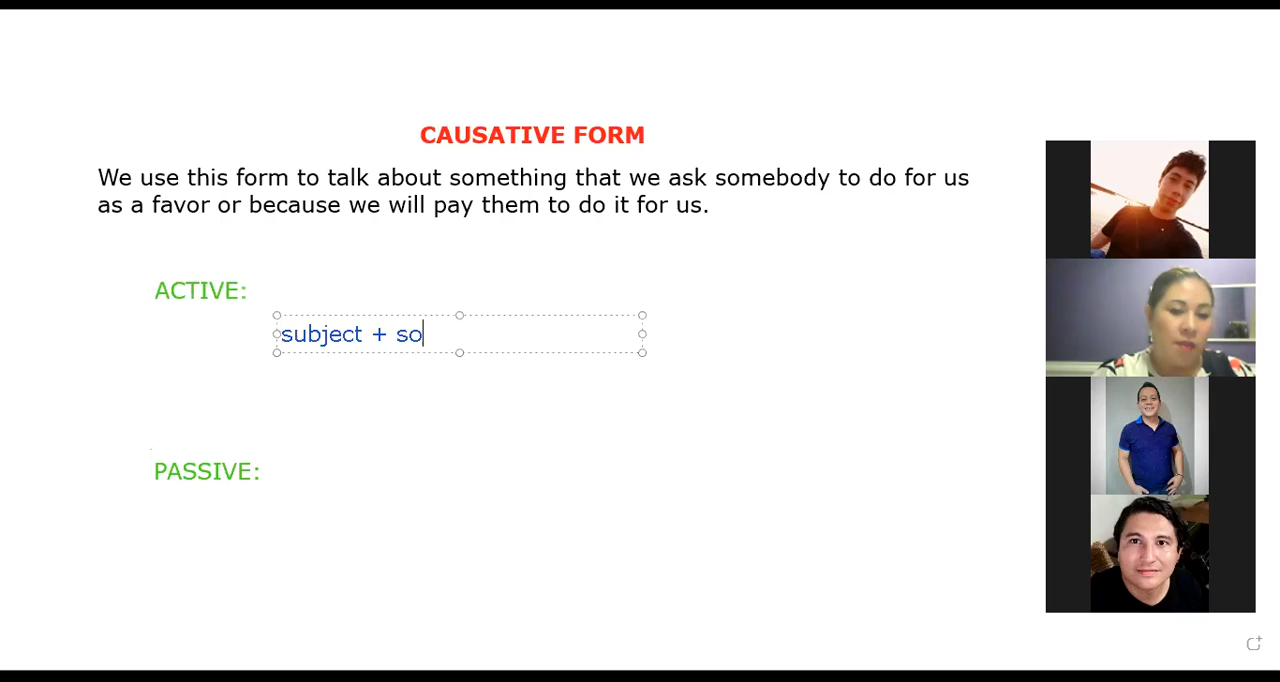 CAUSATIVE FORM
We use this form to talk about something that we ask somebody to do for us
as a favor or because we will pay them to do it for us.
ACTIVE:
subject + so
PASSIVE: